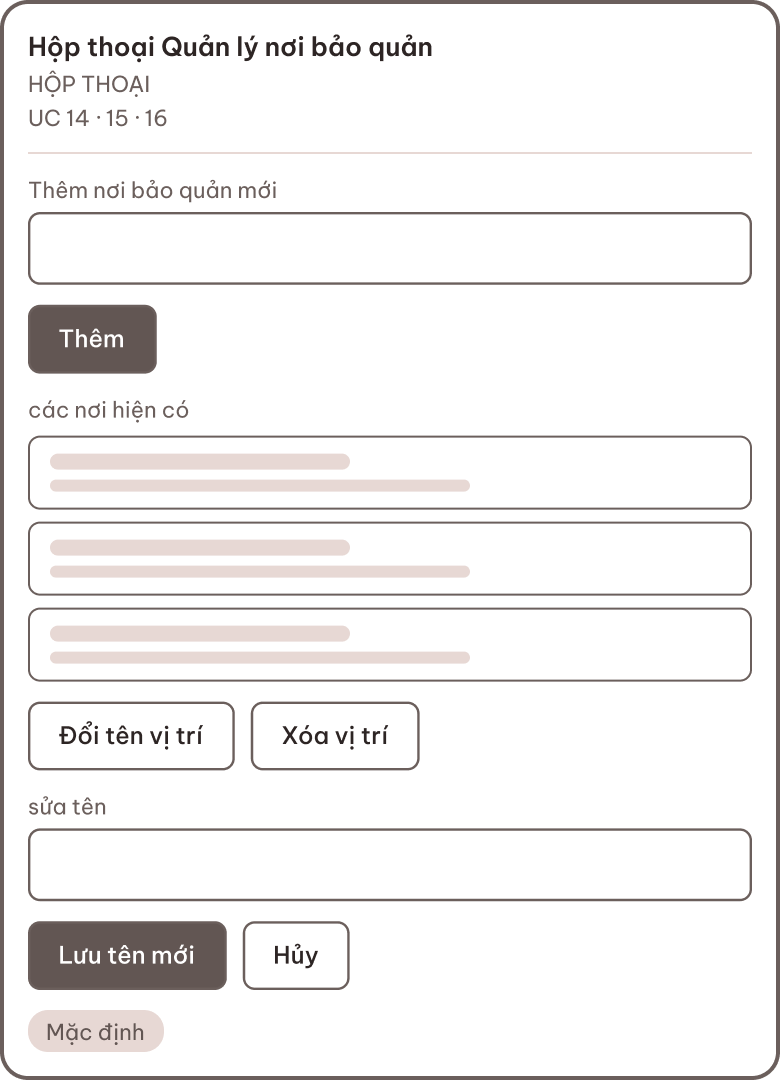 Hộp thoại Quản lý nơi bảo quản
HỘP THOẠI
UC 14 · 15 · 16
Thêm nơi bảo quản mới
Thêm
các nơi hiện có
Đổi tên vị trí
Xóa vị trí
sửa tên
Lưu tên mới
Hủy
Mặc định